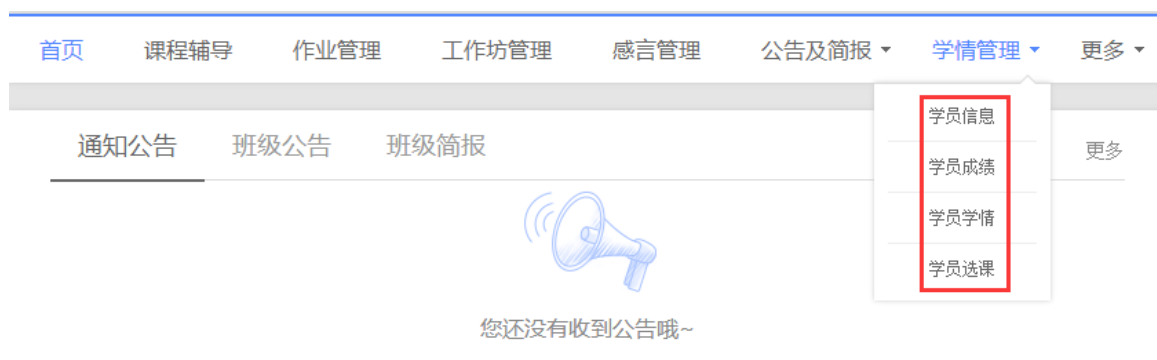 首页 课程辅导 作业管理 工作坊管理 感言管理 公告及简报 学情管理 更多
通知公告 班级公告 班级简报 更多
学员信息
学员成绩
学员学情
学员选课
您还没有收到公告哦~